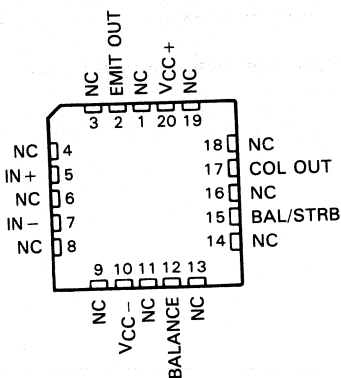 NC
EMIT OUT
NC
VCC+
NC
3 2 1 20 19
NC 4
IN+ 5
NC 6
IN− 7
NC 8
18 NC
17 COL OUT
16 NC
15 BAL/STRB
14 NC
9 10 11 12 13
NC
VCC−
NC
BALANCE
NC